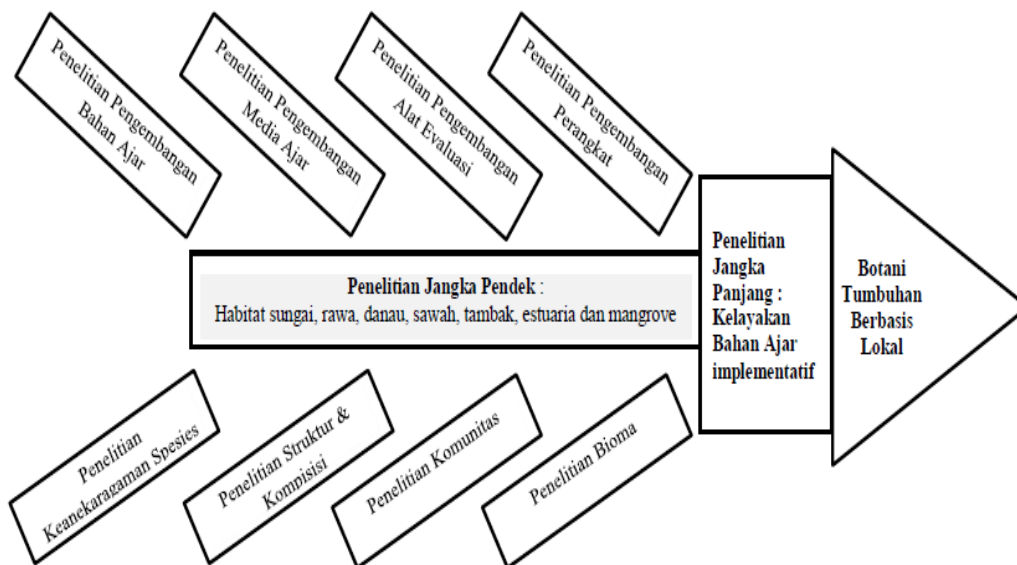 Penelitian Pengembangan
Bahan Ajar
Penelitian Pengembangan
Media Ajar
Penelitian Pengembangan
Alat Evaluasi
Penelitian Pengembangan
Perangkat
Penelitian Jangka Pendek :
Habitat sungai, rawa, danau, sawah, tambak, estuaria dan mangrove
Penelitian
Jangka
Panjang :
Kelayakan
Bahan Ajar
implementatif
Botani
Tumbuhan
Berbasis
Lokal
Penelitian
Keanekaragaman Spesies
Penelitian Struktur &
Kompisisi
Penelitian Komunitas
Penelitian Bioma